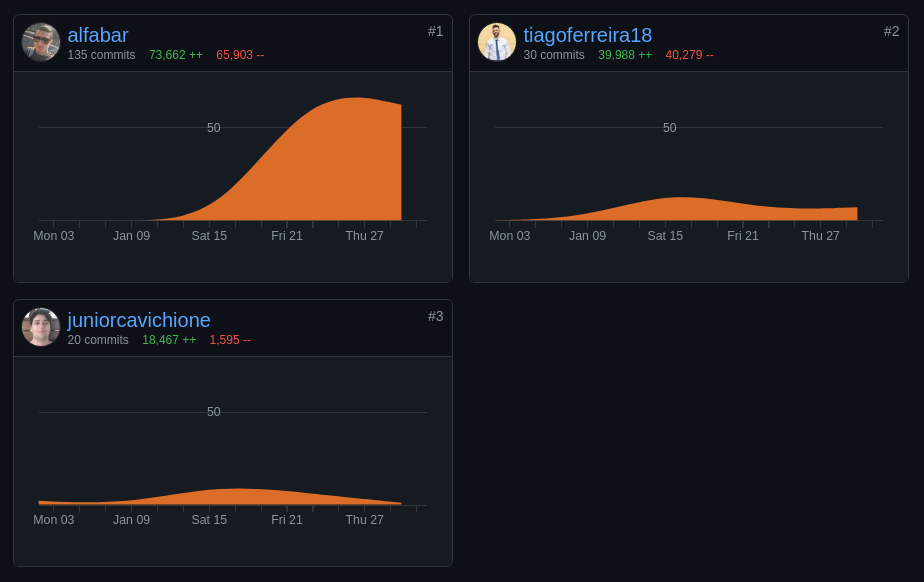 alfabar
#1
135 commits 73,662 ++ 65,903 --
50
Mon 03 Jan 09 Sat 15 Fri 21 Thu 27
tiagoferreira18
#2
30 commits 39,988 ++ 40,279 --
50
Mon 03 Jan 09 Sat 15 Fri 21 Thu 27
juniorcavichione
#3
20 commits 18,467 ++ 1,595 --
50
Mon 03 Jan 09 Sat 15 Fri 21 Thu 27